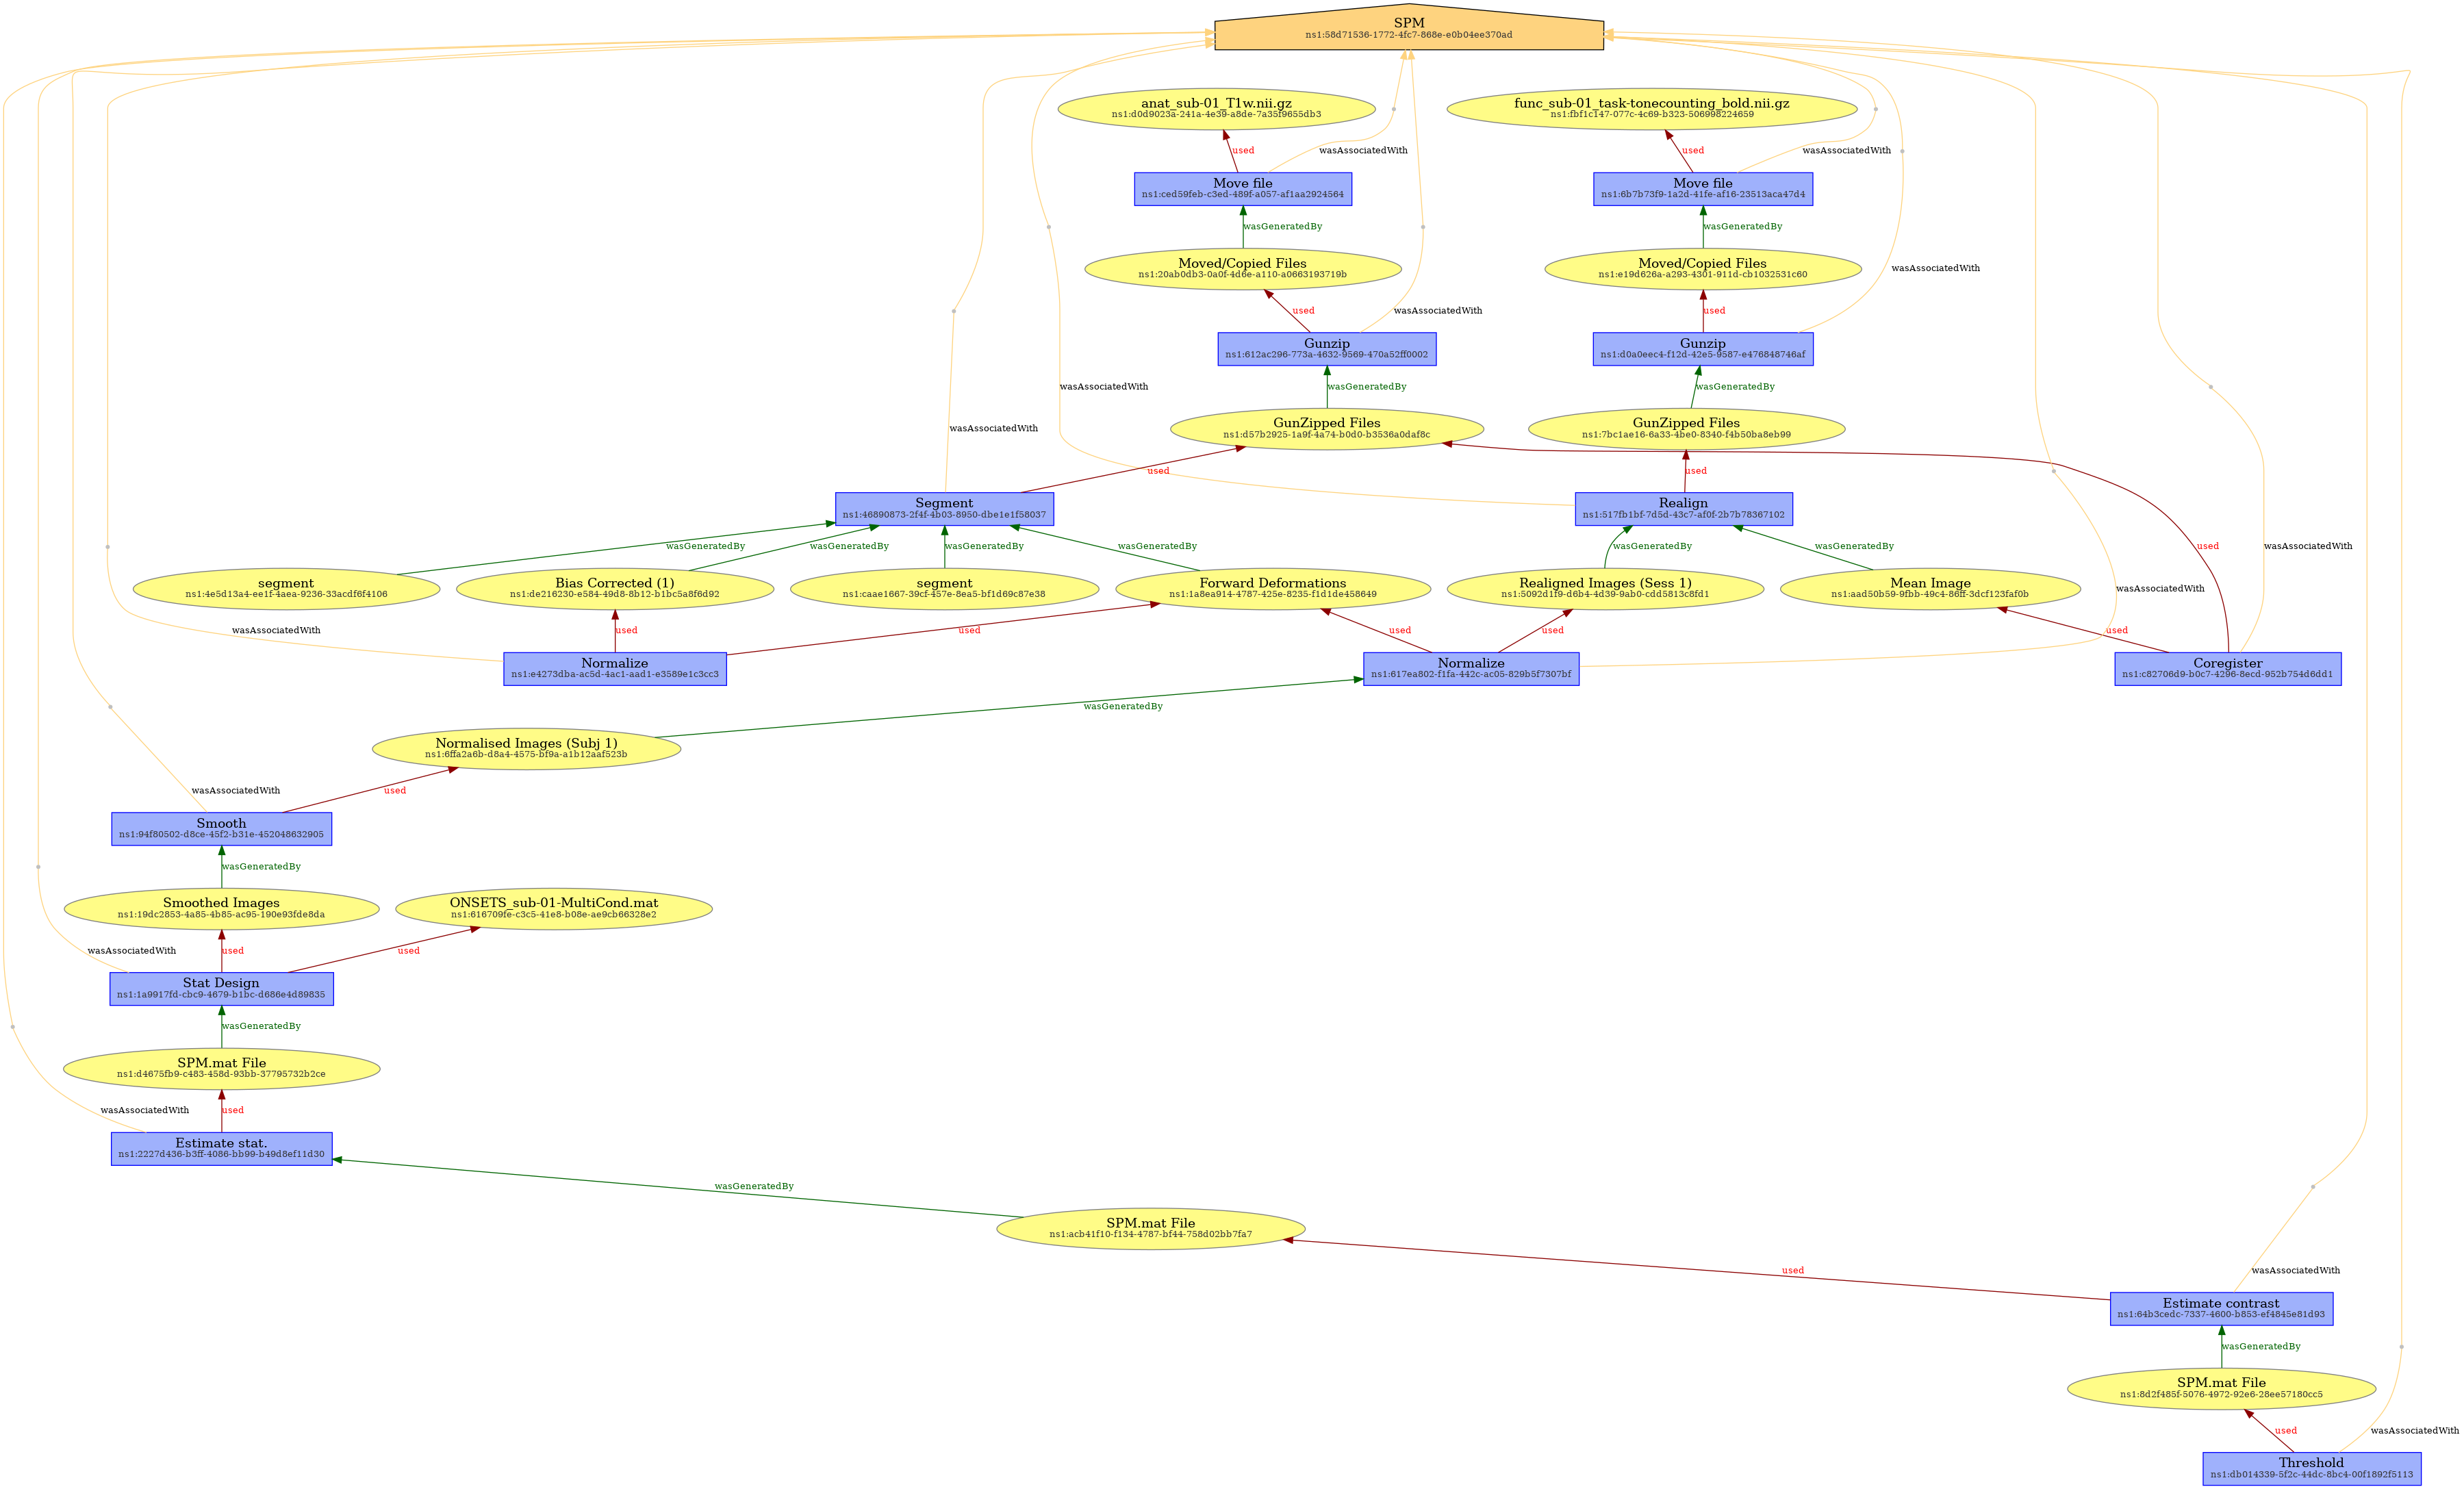 SPM
ns1:58d71536-1772-4fc7-868e-e0b04ee370ad
anat_sub-01_T1w.nii.gz
ns1:d0d9023a-241a-4e39-a8de-7a35f9655db3
func_sub-01_task-tonecounting_bold.nii.gz
ns1:fbf1c147-077c-4c69-b323-506998224659
used
wasAssociatedWith
used
wasAssociatedWith
Move file
ns1:ced59feb-c3ed-489f-a057-af1aa2924564
Move file
ns1:6b7b73f9-1a2d-41fe-af16-23513aca47d4
wasGeneratedBy
wasGeneratedBy
Moved/Copied Files
ns1:20ab0db3-0a0f-4d6e-a110-a0663193719b
Moved/Copied Files
ns1:e19d626a-a293-4301-911d-cb1032531c60
wasAssociatedWith
used
wasAssociatedWith
used
Gunzip
ns1:612ac296-773a-4632-9569-470a52ff0002
Gunzip
ns1:d0a0eec4-f12d-42e5-9587-e476848746af
wasAssociatedWith
wasGeneratedBy
wasGeneratedBy
GunZipped Files
ns1:d57b2925-1a9f-4a74-b0d0-b3536a0daf8c
GunZipped Files
ns1:7bc1ae16-6a33-4be0-8340-f4b50ba8eb99
wasAssociatedWith
used
used
Segment
ns1:46890873-2f4f-4b03-8950-dbe1e1f58037
Realign
ns1:517fb1bf-7d5d-43c7-af0f-2b7b78367102
wasGeneratedBy
wasGeneratedBy
wasGeneratedBy
wasGeneratedBy
wasGeneratedBy
wasGeneratedBy
used
wasAssociatedWith
segment
ns1:4e5d13a4-ee1f-4aea-9236-33acdf6f4106
Bias Corrected (1)
ns1:de216230-e584-49d8-8b12-b1bc5a8f6d92
segment
ns1:caae1667-39cf-457e-8ea5-bf1d69c87e38
Forward Deformations
ns1:1a8ea914-4787-425e-8235-f1d1de458649
Realigned Images (Sess 1)
ns1:5092d1f9-d6b4-4d39-9ab0-cdd5813c8fd1
Mean Image
ns1:aad50b59-9fbb-49c4-86ff-3dcf123faf0b
wasAssociatedWith
wasAssociatedWith
used
used
used
used
used
Normalize
ns1:e4273dba-ac5d-4ac1-aad1-e3589e1c3cc3
Normalize
ns1:617ea802-f1fa-442c-ac05-829b5f7307bf
Coregister
ns1:c82706d9-b0c7-4296-8ecd-952b754d6dd1
wasGeneratedBy
Normalised Images (Subj 1)
ns1:6ffa2a6b-d8a4-4575-bf9a-a1b12aaf523b
wasAssociatedWith
used
Smooth
ns1:94f80502-d8ce-45f2-b31e-452048632905
wasGeneratedBy
Smoothed Images
ns1:19dc2853-4a85-4b85-ac95-190e93fde8da
ONSETS_sub-01-MultiCond.mat
ns1:616709fe-c3c5-41e8-b08e-ae9cb66328e2
wasAssociatedWith
used
used
Stat Design
ns1:1a9917fd-cbc9-4679-b1bc-d686e4d89835
wasGeneratedBy
SPM.mat File
ns1:d4675fb9-c483-458d-93bb-37795732b2ce
wasAssociatedWith
used
Estimate stat.
ns1:2227d436-b3ff-4086-bb99-b49d8ef11d30
wasGeneratedBy
SPM.mat File
ns1:acb41f10-f134-4787-bf44-758d02bb7fa7
used
wasAssociatedWith
Estimate contrast
ns1:64b3cedc-7337-4600-b853-ef4845e81d93
wasGeneratedBy
SPM.mat File
ns1:8d2f485f-5076-4972-92e6-28ee57180cc5
used
wasAssociatedWith
Threshold
ns1:db014339-5f2c-44dc-8bc4-00f1892f5113